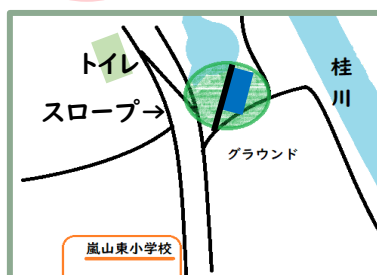 トイレ
桂川
スロープ→
グラウンド
嵐山東小学校